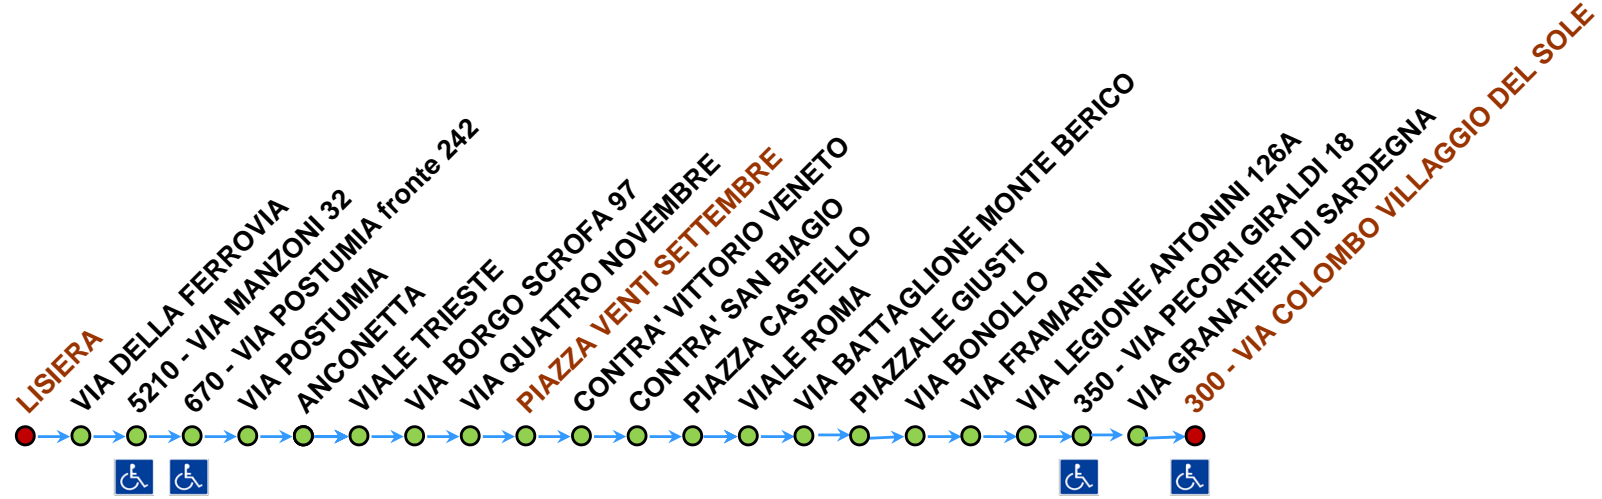 LISIERA
VIA DELLA FERROVIA
5210 - VIA MANZONI 32
670 - VIA POSTUMIA fronte 242
VIA POSTUMIA
ANCONETTA
VIALE TRIESTE
VIA BORGO SCROFA 97
VIA QUATTRO NOVEMBRE
PIAZZA VENTI SETTEMBRE
CONTRA' VITTORIO VENETO
CONTRA' SAN BIAGIO
PIAZZA CASTELLO
VIALE ROMA
VIA BATTAGLIONE MONTE BERICO
PIAZZALE GIUSTI
VIA BONOLLO
VIA FRAMARIN
VIA LEGIONE ANTONINI 126A
350 - VIA PECORI GIRALDI 18
VIA GRANATIERI DI SARDEGNA
300 - VIA COLOMBO VILLAGGIO DEL SOLE